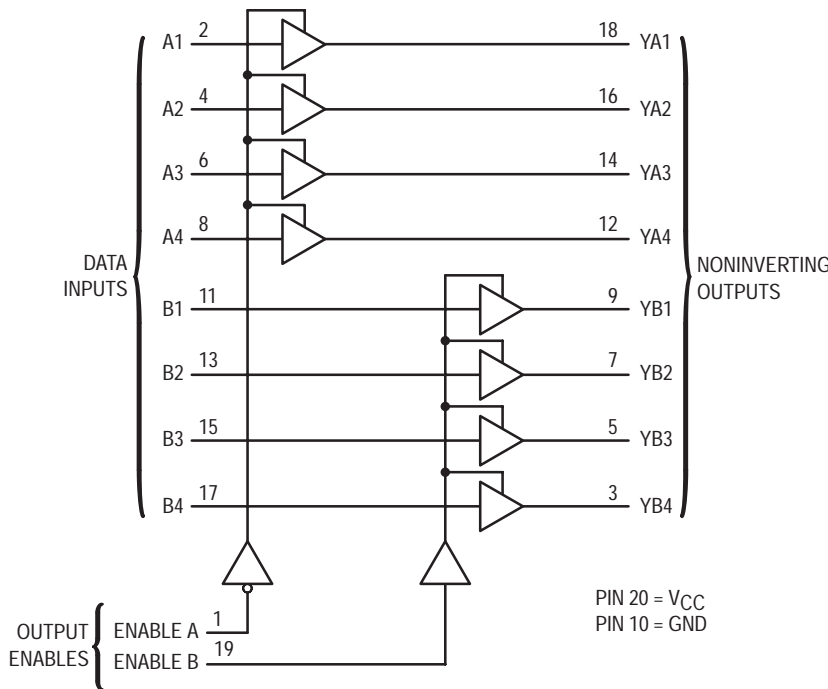 A1 2 18 YA1
A2 4 16 YA2
A3 6 14 YA3
A4 8 12 YA4
DATA
INPUTS
NONINVERTING
OUTPUTS
B1 11 9 YB1
B2 13 7 YB2
B3 15 5 YB3
B4 17 3 YB4
OUTPUT
ENABLES
ENABLE A 1
ENABLE B 19
PIN 20 = VCC
PIN 10 = GND